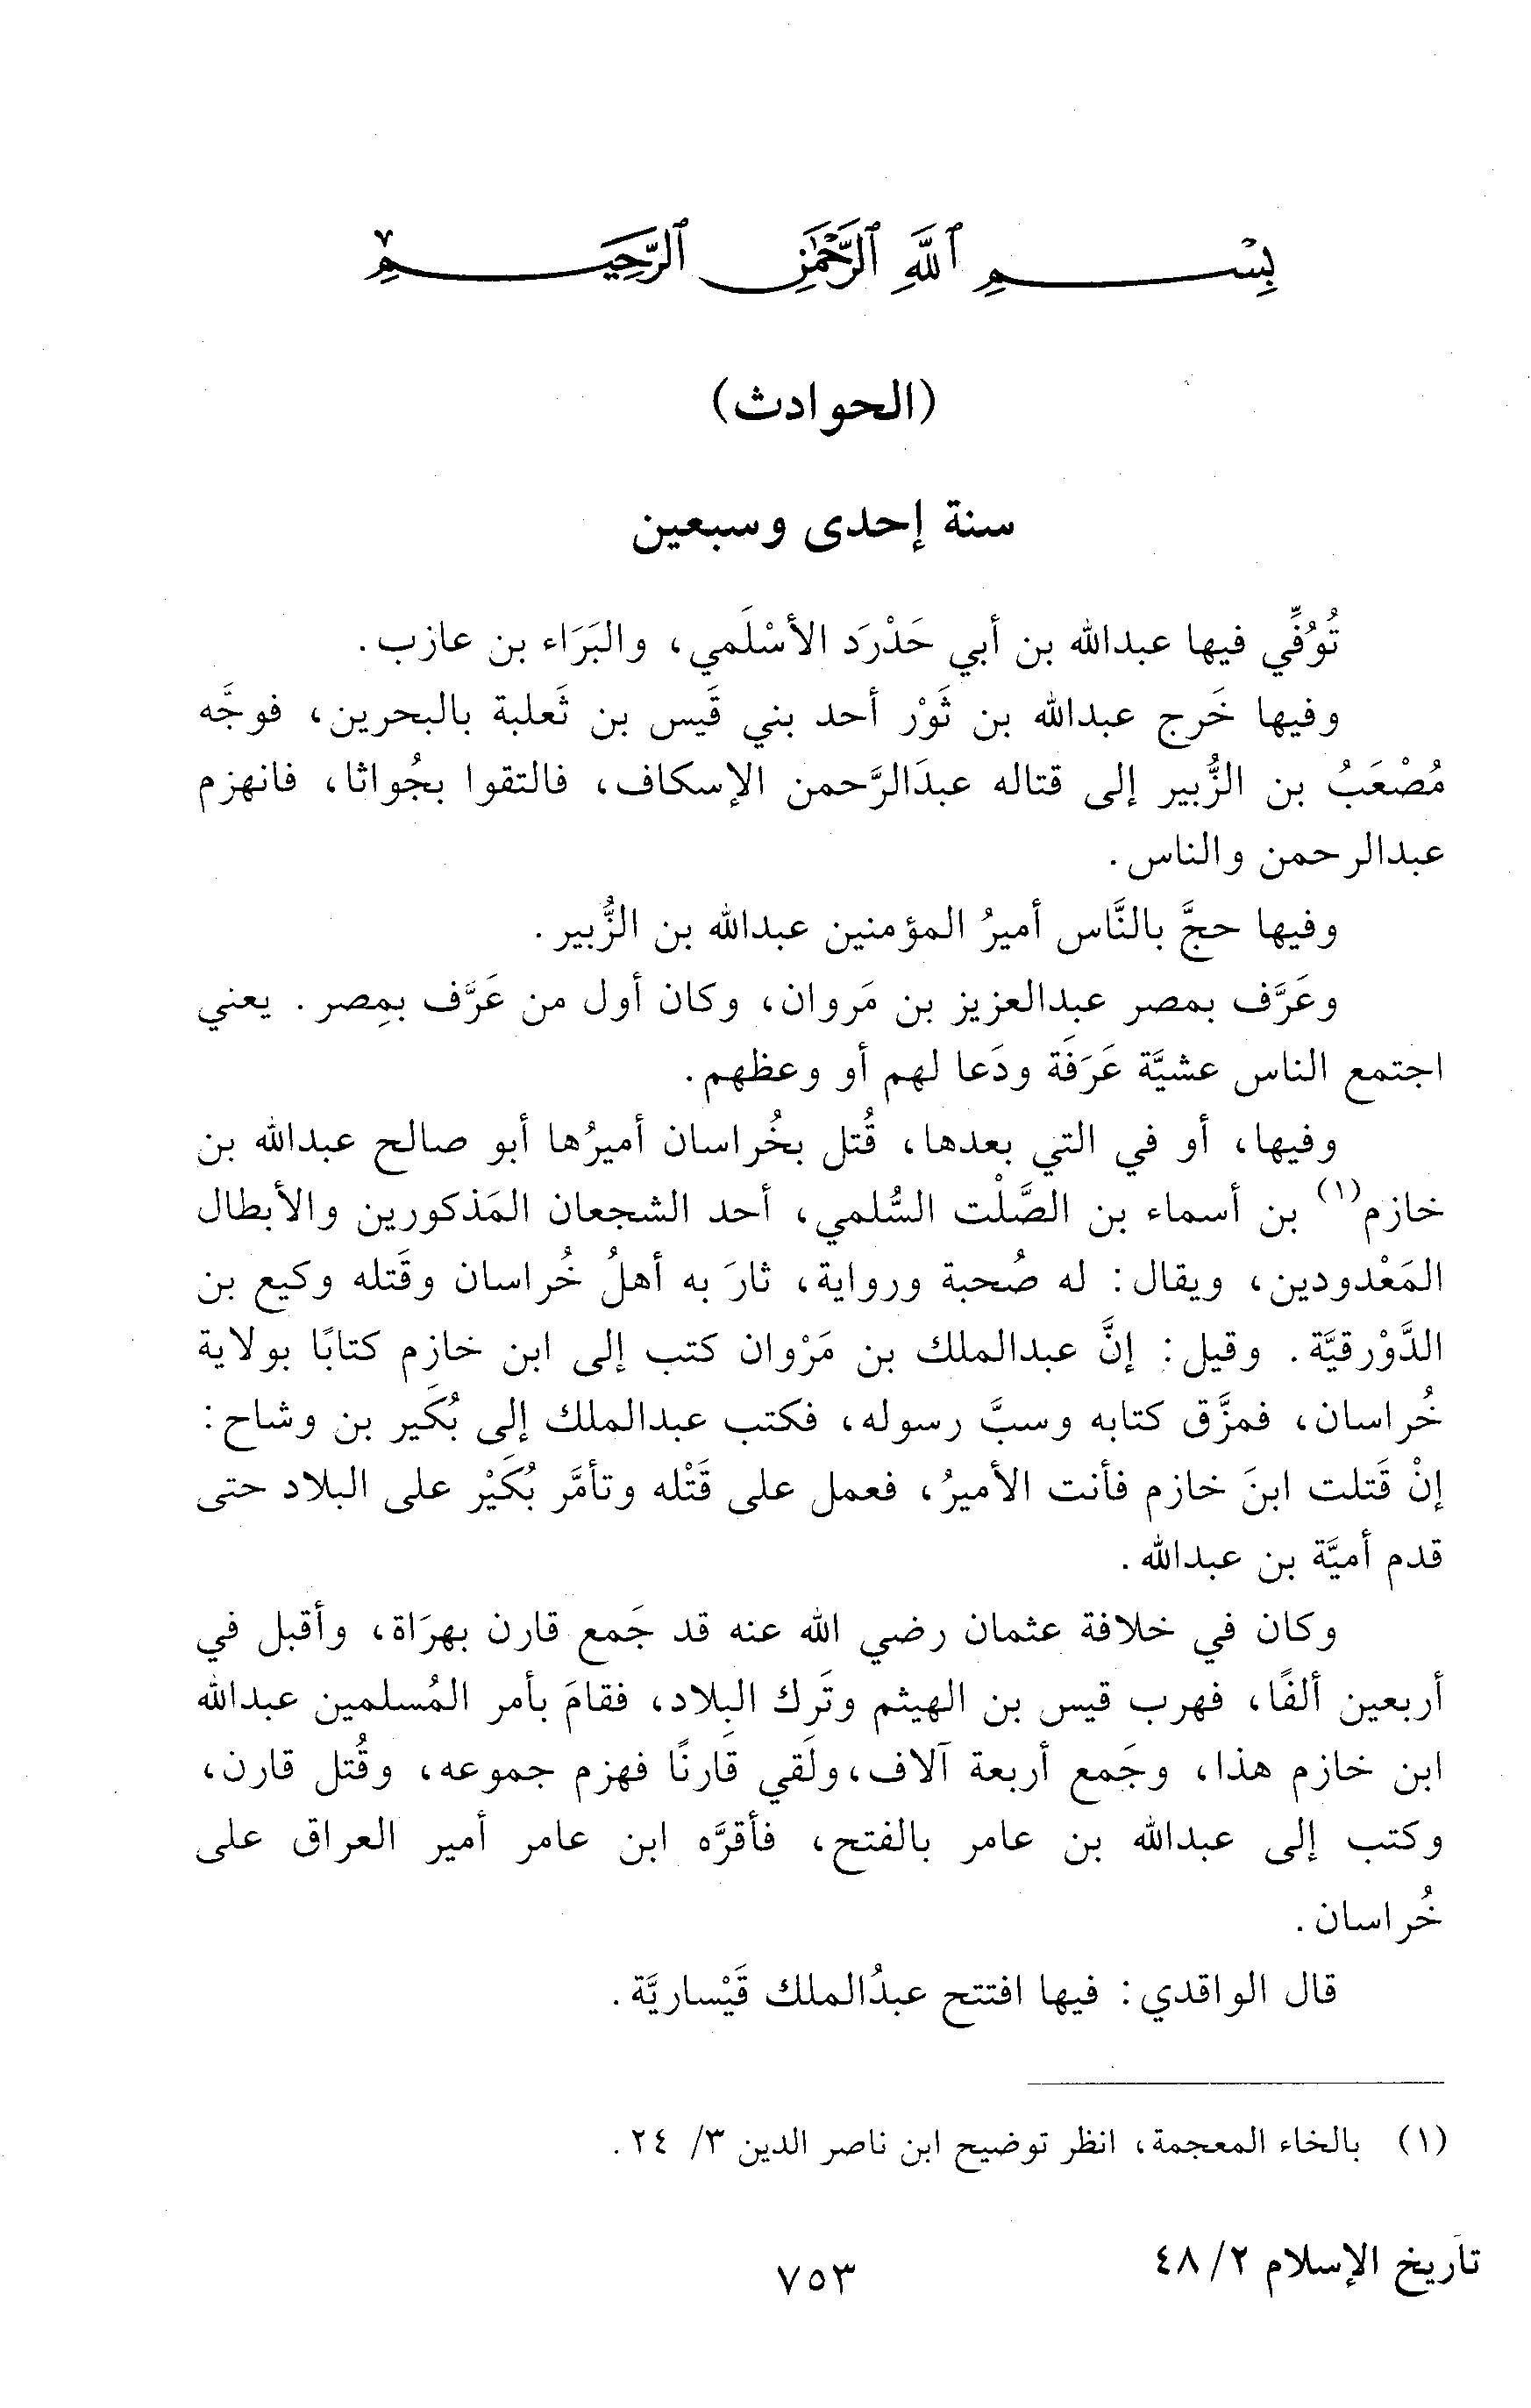 بِسْمِ ٱللَّهِ ٱلرَّحْمَٰنِ ٱلرَّحِيمِ
(الحوادث)
سنة إحدى وسبعين
تُوُفِّي فيها عبدالله بن أبي حَدْرَد الأسْلَمي، والبَرَاء بن عازب.
وفيها خَرج عبدالله بن ثَوْر أحد بني قَيس بن ثَعلبة بالبحرين، فوجَّه
مُصْعَبُ بن الزُّبير إلى قتاله عبدَالرَّحمن الإسكاف، فالتقوا بجُواثا، فانهزم
عبدالرحمن والناس.
وفيها حجَّ بالنَّاس أميرُ المؤمنين عبدالله بن الزُّبير.
وعَرَّف بمصر عبدالعزيز بن مَروان، وكان أول من عَرَّف بمِصر. يعني
اجتمع الناس عشيَّة عَرَفَة ودَعا لهم أو وعظهم.
وفيها، أو في التي بعدها، قُتل بخُراسان أميرُها أبو صالح عبدالله بن
خازم(١) بن أسماء بن الصَّلْت السُّلمي، أحد الشجعان المَذكورين والأبطال
المَعْدودين، ويقال: له صُحبة ورواية، ثارَ به أهلُ خُراسان وقَتله وكيع بن
الدَّوْرقيَّة. وقيل: إنَّ عبدالملك بن مَرْوان كتب إلى ابن خازم كتابًا بولاية
خُراسان، فمزَّق كتابه وسبَّ رسوله، فكتب عبدالملك إلى بُكَير بن وشاح:
إنْ قَتلت ابنَ خازم فأنت الأميرُ، فعمل على قَتْله وتأمَّر بُكَيْر على البلاد حتى
قدم أميَّة بن عبدالله.
وكان في خلافة عثمان رضي الله عنه قد جَمع قارن بهرَاة، وأقبل في
أربعين ألفًا، فهرب قيس بن الهيثم وتَرك البِلاد، فقامَ بأمر المُسلمين عبدالله
ابن خازم هذا، وجَمع أربعة آلاف،ولَقي قارنًا فهزم جموعه، وقُتل قارن،
وكتب إلى عبدالله بن عامر بالفتح، فأقرَّه ابن عامر أمير العراق على
خُراسان.
قال الواقدي: فيها افتتح عبدُالملك قَيْساريَّة.
(١) بالخاء المعجمة، انظر توضيح ابن ناصر الدين ٣/ ٢٤.
تاريخ الإسلام ٢/ ٤٨
٧٥٣